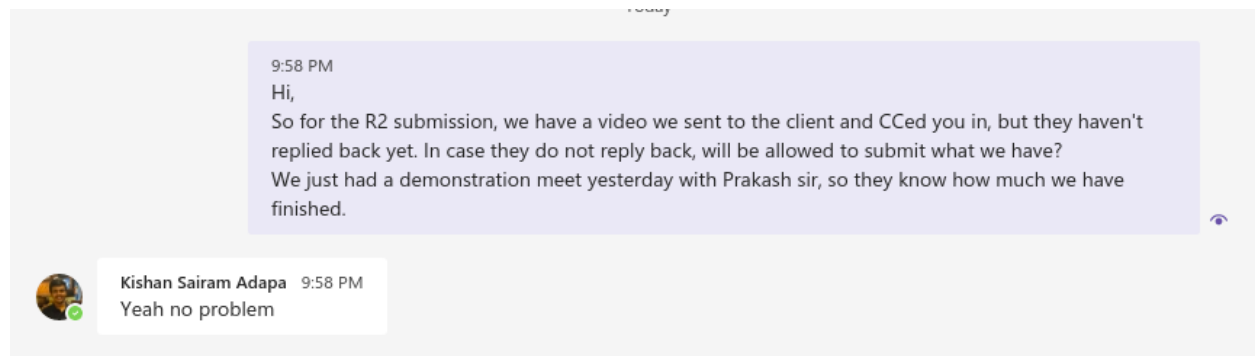 Today
9:58 PM
Hi,
So for the R2 submission, we have a video we sent to the client and CCed you in, but they haven't
replied back yet. In case they do not reply back, will be allowed to submit what we have?
We just had a demonstration meet yesterday with Prakash sir, so they know how much we have
finished.
Kishan Sairam Adapa 9:58 PM
Yeah no problem